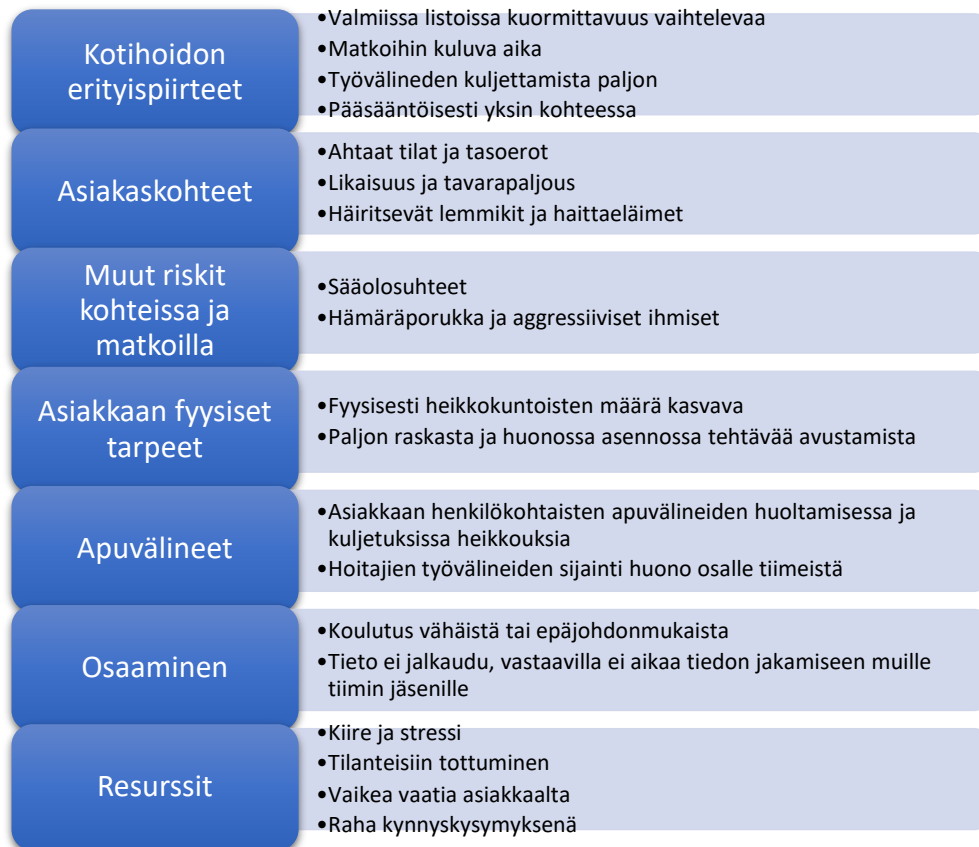 Kotihoidon
erityispiirteet
•Valmiissa listoissa kuormittavuus vaihtelevaa
•Matkoihin kuluva aika
•Työvälineden kuljettamista paljon
•Pääsääntöisesti yksin kohteessa
Asiakaskohteet
•Ahtaat tilat ja tasoerot
•Likaisuus ja tavarapaljous
•Häiritsevät lemmikit ja haittaeläimet
Muut riskit
kohteissa ja
matkoilla
•Sääolosuhteet
•Hämäräporukka ja aggressiiviset ihmiset
Asiakkaan fyysiset
tarpeet
•Fyysisesti heikkokuntoisten määrä kasvava
•Paljon raskasta ja huonossa asennossa tehtävää avustamista
Apuvälineet
•Asiakkaan henkilökohtaisten apuvälineiden huoltamisessa ja
kuljetuksissa heikkouksia
•Hoitajien työvälineiden sijainti huono osalle tiimeistä
Osaaminen
•Koulutus vähäistä tai epäjohdonmukaista
•Tieto ei jalkaudu, vastaavilla ei aikaa tiedon jakamiseen muille
tiimin jäsenille
Resurssit
•Kiire ja stressi
•Tilanteisiin tottuminen
•Vaikea vaatia asiakkaalta
•Raha kynnyskysymyksenä